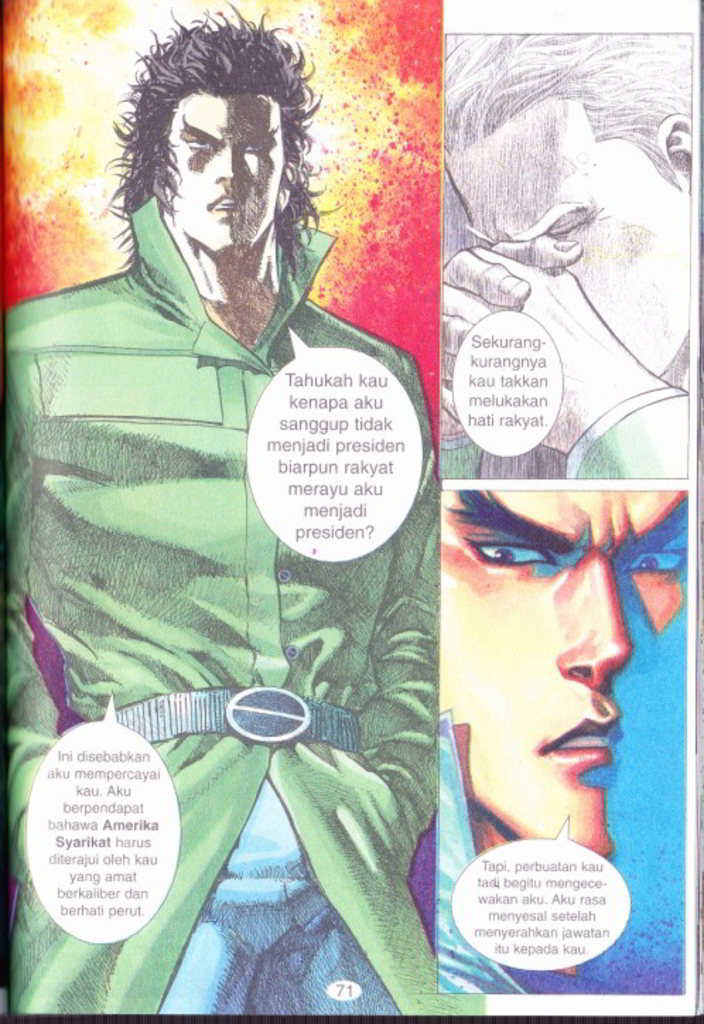 Tahukah kau
kenapa aku
sanggup tidak
menjadi presiden
biarpun rakyat
merayu aku
menjadi
presiden?
Ini disebabkan
aku mempercayai
kau. Aku
berpendapat
bahawa Amerika
Syarikat harus
diterajui oleh kau
yang amat
berkaliber dan
berhati perut.
Sekurang-
kurangnya
kau takkan
melukakan
hati rakyat.
Tapi, perbuatan kau
tadi begitu mengece-
wakan aku. Aku rasa
menyesal setelah
menyerahkan jawatan
itu kepada kau.
71